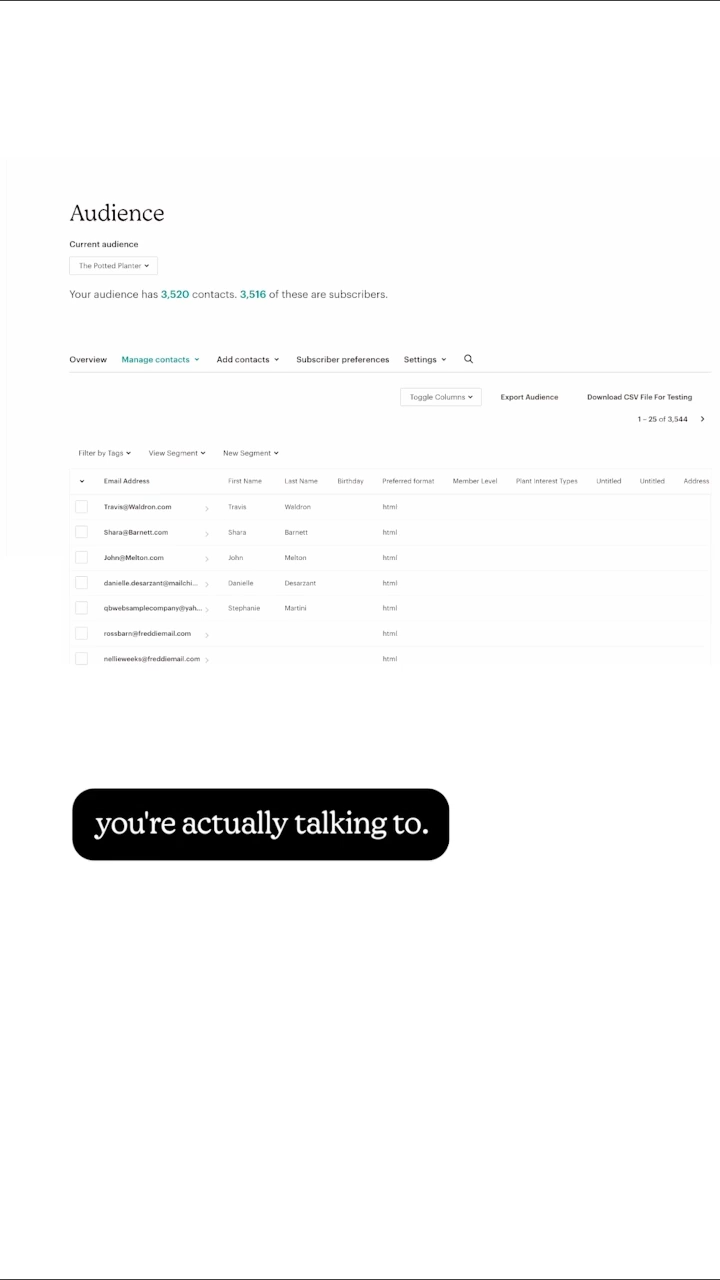 Audience
Current audience
The Potted Planter
Your audience has 3,520 contacts. 3,516 of these are subscribers.
Overview Manage contacts Add contacts Subscriber preferences Settings
Toggle Columns Export Audience Download CSV File For Testing
1 – 25 of 3,544
Filter by Tags View Segment New Segment
Email Address First Name Last Name Birthday Preferred format Member Level Plant Interest Types Untitled Untitled Address
Travis@Waldron.com Travis Waldron html
Shara@Barnett.com Shara Barnett html
John@Melton.com John Melton html
danielle.desarzant@mailchi... Danielle Desarzant html
qbwebsamplecompany@yah... Stephanie Martini html
rossbarn@freddiemail.com html
nellieweeks@freddiemail.com html
you're actually talking to.